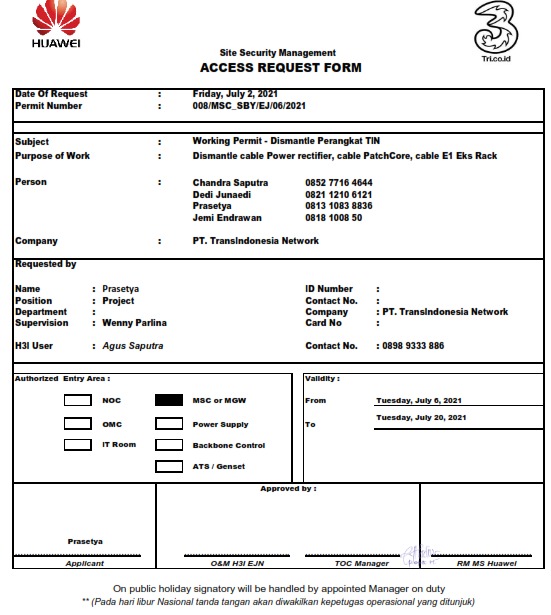 HUAWEI
3
Tri.co.id
Site Security Management
ACCESS REQUEST FORM
Date Of Request : Friday, July 2, 2021
Permit Number : 008/MSC_SBY/EJ/06/2021
Subject : Working Permit - Dismantle Perangkat TIN
Purpose of Work : Dismantle cable Power rectifier, cable PatchCore, cable E1 Eks Rack
Person : Chandra Saputra 0852 7716 4644
Dedi Junaedi 0821 1210 6121
Prasetya 0813 1083 8836
Jemi Endrawan 0818 1008 50
Company : PT. TransIndonesia Network
Requested by
Name : Prasetya ID Number :
Position : Project Contact No. :
Department : Company : PT. TransIndonesia Network
Supervision : Wenny Parlina Card No :
H3I User : Agus Saputra Contact No. : 0898 9333 886
Authorized Entry Area : Validity :
NOC MSC or MGW From Tuesday, July 6, 2021
OMC Power Supply To Tuesday, July 20, 2021
IT Room Backbone Control
ATS / Genset
Approved by :
Prasetya
Applicant O&M H3I EJN TOC Manager RM MS Huawei
On public holiday signatory will be handled by appointed Manager on duty
** (Pada hari libur Nasional tanda tangan akan diwakilkan kepetugas operasional yang ditunjuk)